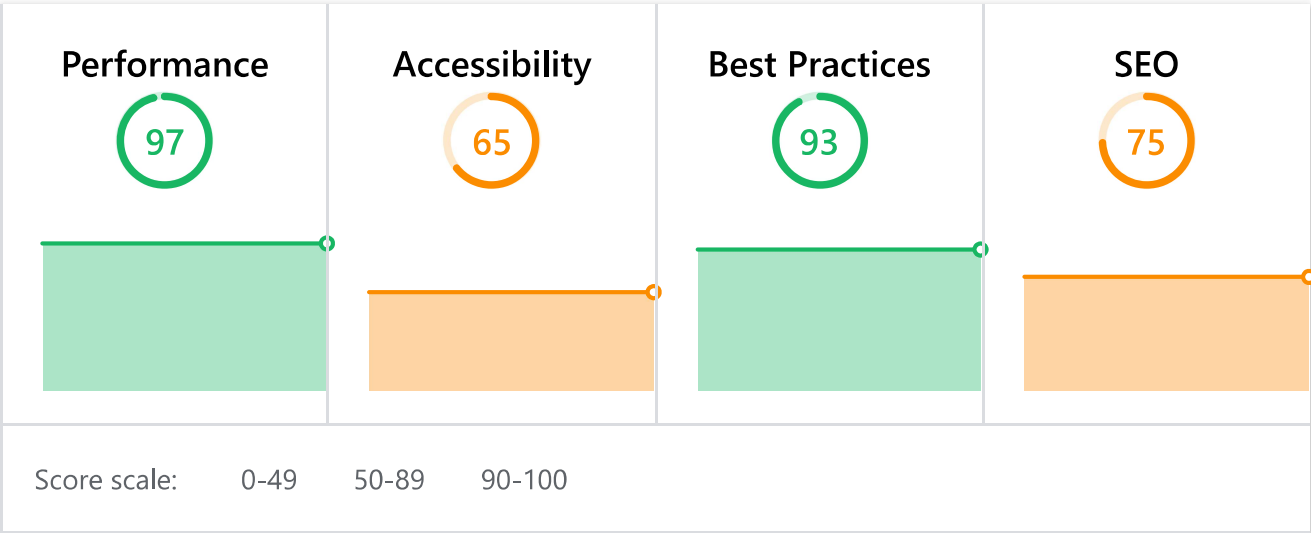 Performance
97
Accessibility
65
Best Practices
93
SEO
75
Score scale: 0-49 50-89 90-100